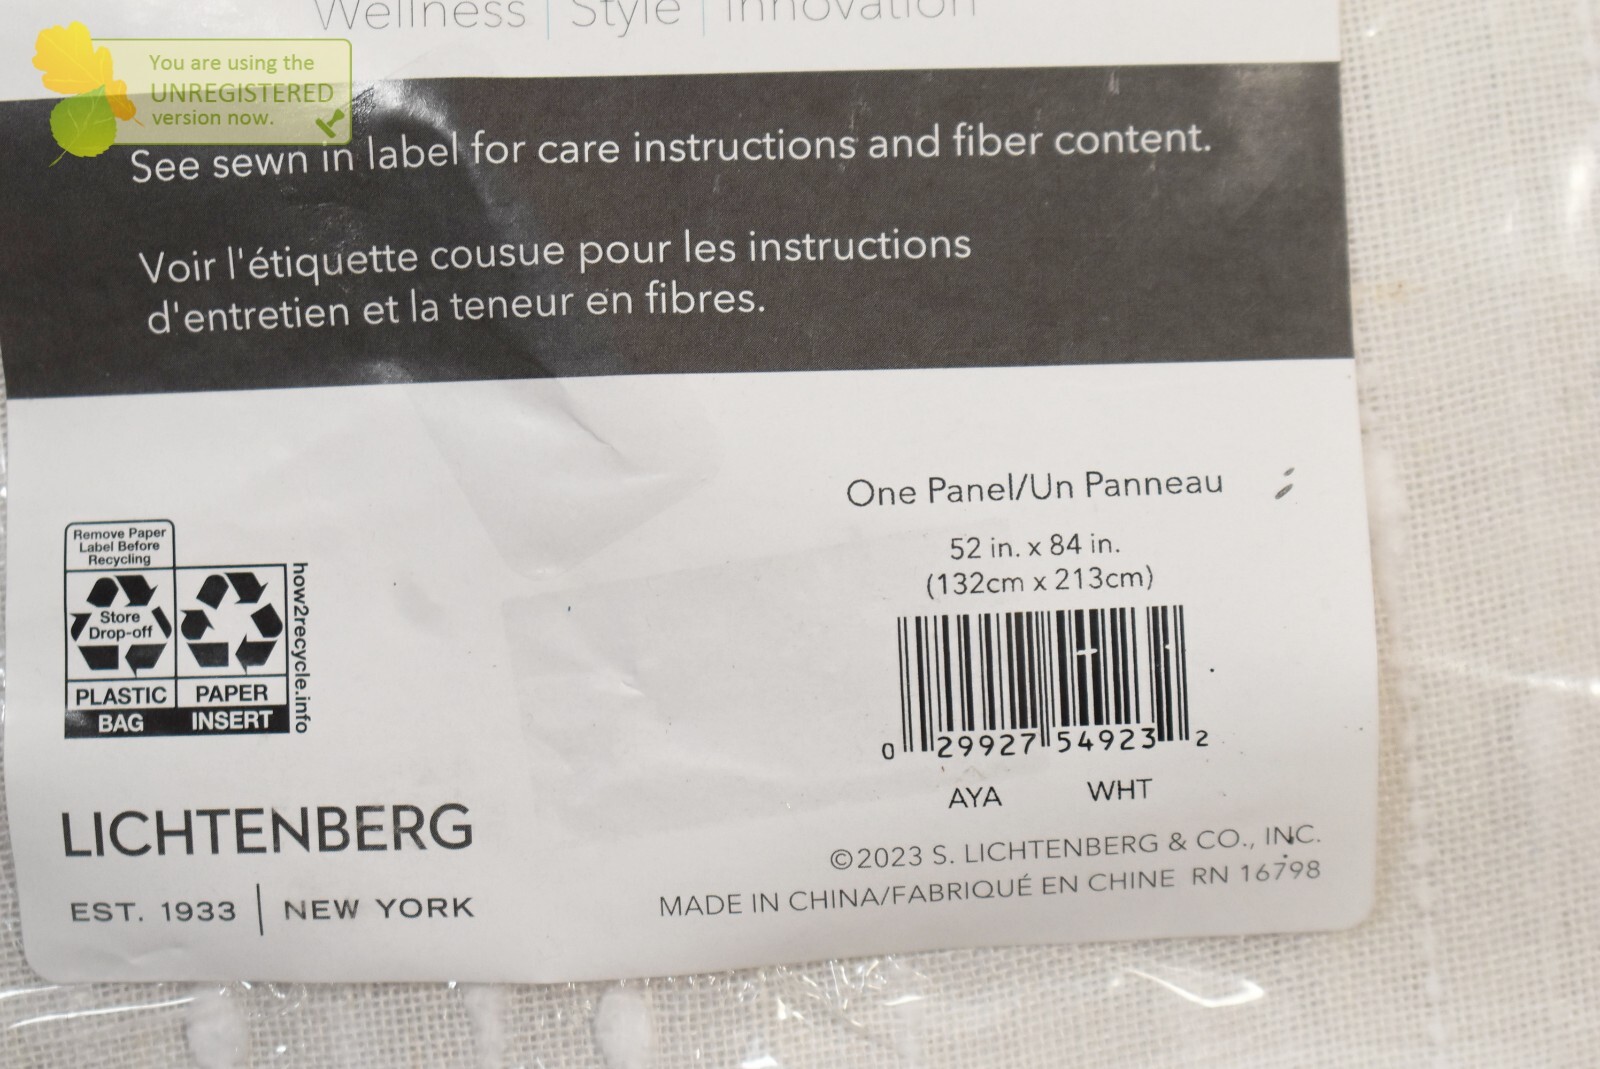 Wellness | Style | Innovation
You are using the
UNREGISTERED
version now.
See sewn in label for care instructions and fiber content.
Voir l'étiquette cousue pour les instructions
d'entretien et la teneur en fibres.
One Panel/Un Panneau
52 in. x 84 in.
(132cm x 213cm)
0 29927 54923 2
AYA WHT
Remove Paper
Label Before
Recycling
Store
Drop-off
PLASTIC
BAG
PAPER
INSERT
how2recycle.info
LICHTENBERG
EST. 1933 | NEW YORK
©2023 S. LICHTENBERG & CO., INC.
MADE IN CHINA/FABRIQUÉ EN CHINE RN 16798